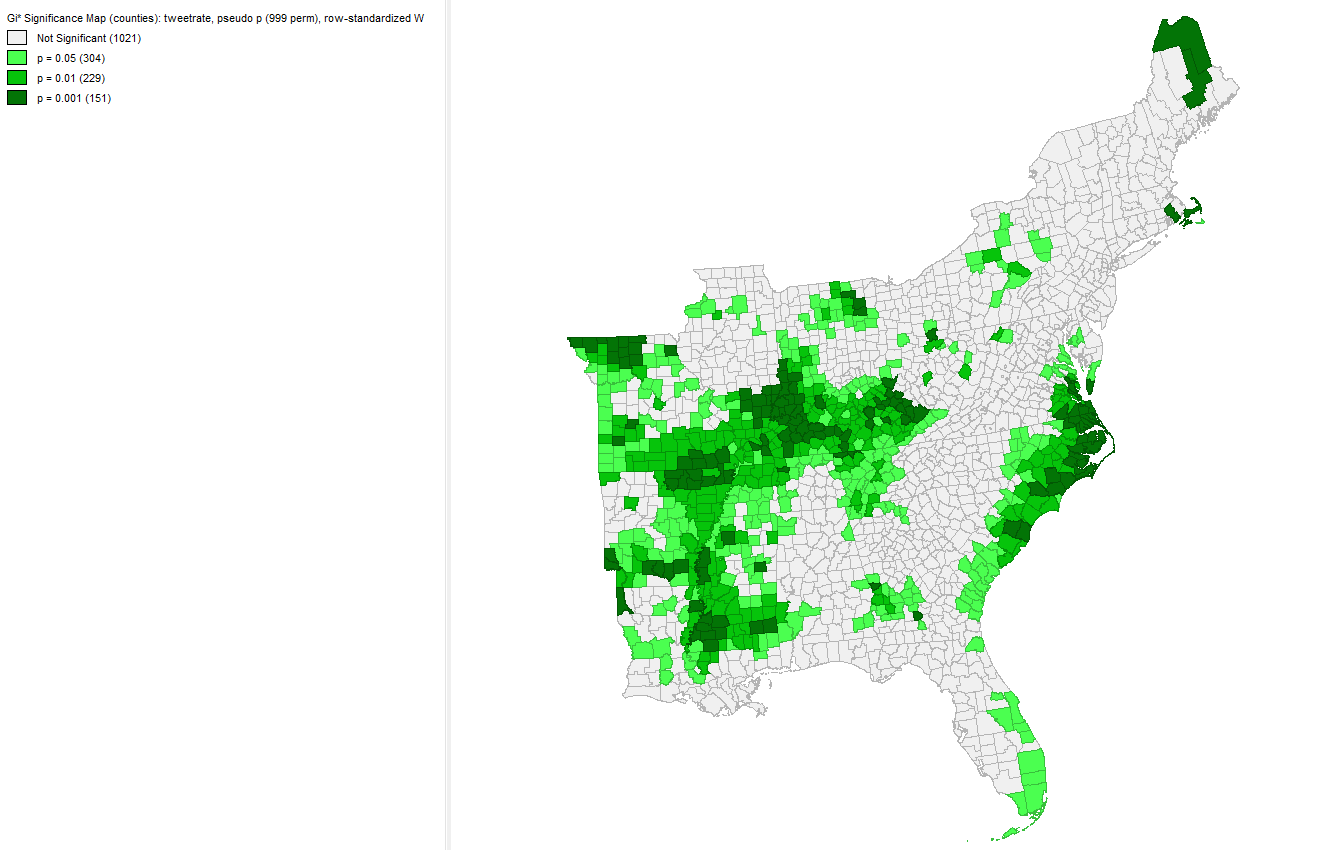 Gi* Significance Map (counties): tweetrate, pseudo p (999 perm), row-standardized W
Not Significant (1021)
p = 0.05 (304)
p = 0.01 (229)
p = 0.001 (151)